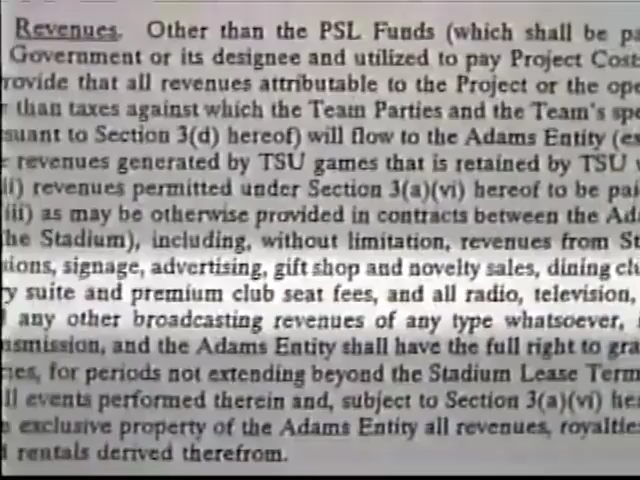 Revenues. Other than the PSL Funds (which shall be pa
Government or its designee and utilized to pay Project Cost
rovide that all revenues attributable to the Project or the ope
than taxes against which the Team Parties and the Team's spe
suant to Section 3(d) hereof) will flow to the Adams Entity (es
revenues generated by TSU games that is retained by TSU
ii) revenues permitted under Section 3(a)(vi) hereof to be pai
iii) as may be otherwise provided in contracts between the Ad
he Stadium), including, without limitation, revenues from St
sions, signage, advertising, gift shop and novelty sales, dining clu
y suite and premium club seat fees, and all radio, television,
any other broadcasting revenues of any type whatsoever,
nsmission, and the Adams Entity shall have the full right to gra
ies, for periods not extending beyond the Stadium Lease Term
ll events performed therein and, subject to Section 3(a)(vi) he
exclusive property of the Adams Entity all revenues, royaltie
rentals derived therefrom.